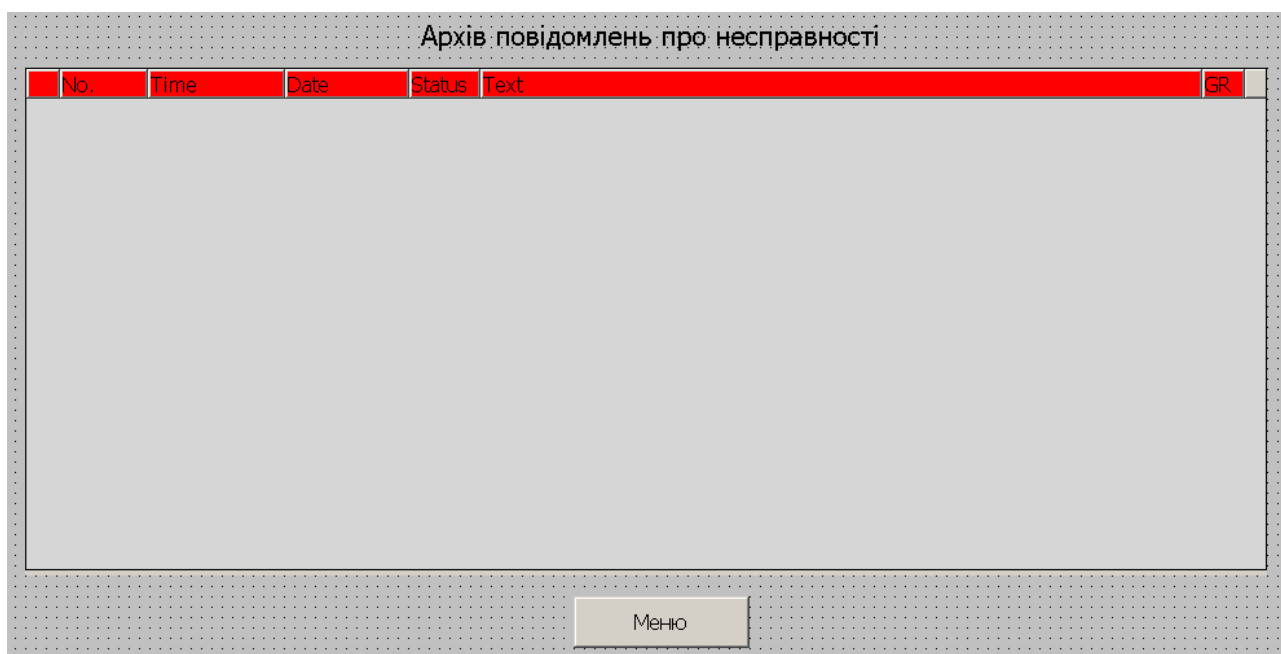 Архів повідомлень про несправності
No. Time Date Status Text GR
Меню